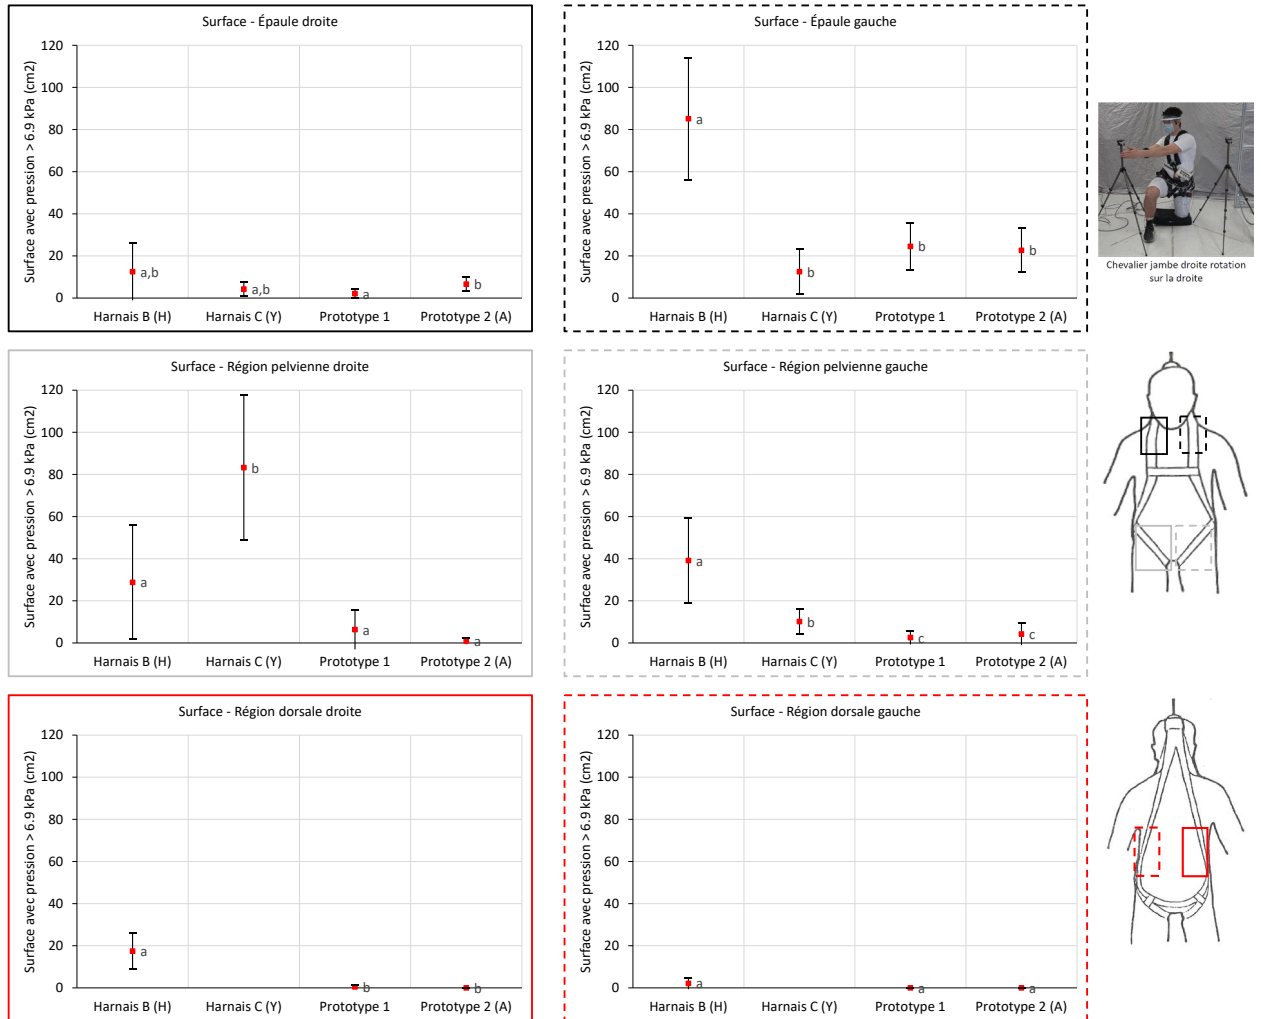 Surface - Épaule droite
Surface avec pression > 6.9 kPa (cm2)
120
100
80
60
40
20
0
a,b
a,b
a
b
Harnais B (H)
Harnais C (Y)
Prototype 1
Prototype 2 (A)
Surface - Épaule gauche
Surface avec pression > 6.9 kPa (cm2)
120
100
80
60
40
20
0
a
b
b
b
Harnais B (H)
Harnais C (Y)
Prototype 1
Prototype 2 (A)
Chevalier jambe droite rotation
sur la droite
Surface - Région pelvienne droite
Surface avec pression > 6.9 kPa (cm2)
120
100
80
60
40
20
0
a
b
a
a
Harnais B (H)
Harnais C (Y)
Prototype 1
Prototype 2 (A)
Surface - Région pelvienne gauche
Surface avec pression > 6.9 kPa (cm2)
120
100
80
60
40
20
0
a
b
c
c
Harnais B (H)
Harnais C (Y)
Prototype 1
Prototype 2 (A)
Surface - Région dorsale droite
Surface avec pression > 6.9 kPa (cm2)
120
100
80
60
40
20
0
a
b
b
Harnais B (H)
Harnais C (Y)
Prototype 1
Prototype 2 (A)
Surface - Région dorsale gauche
Surface avec pression > 6.9 kPa (cm2)
120
100
80
60
40
20
0
a
a
a
Harnais B (H)
Harnais C (Y)
Prototype 1
Prototype 2 (A)